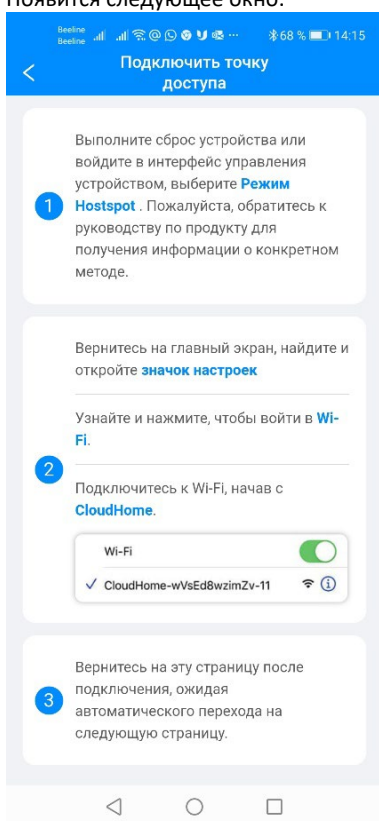 Появится следующее окно:
Beeline
Beeline
68 % 14:15
Подключить точку
доступа
Выполните сброс устройства или
войдите в интерфейс управления
устройством, выберите Режим
1
Hostspot . Пожалуйста, обратитесь к
руководству по продукту для
получения информации о конкретном
методе.
Вернитесь на главный экран, найдите и
откройте значок настроек
Узнайте и нажмите, чтобы войти в Wi-
Fi.
2
Подключитесь к Wi-Fi, начав с
CloudHome.
Wi-Fi
CloudHome-wVsEd8wzimZv-11
Вернитесь на эту страницу после
подключения, ожидая
3
автоматического перехода на
следующую страницу.